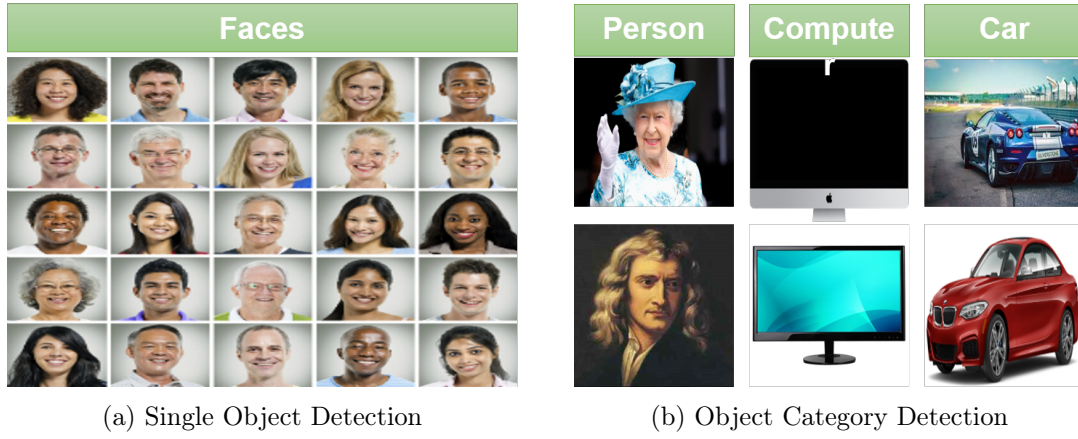 Faces
Person
Compute
r
Car
(a) Single Object Detection
(b) Object Category Detection